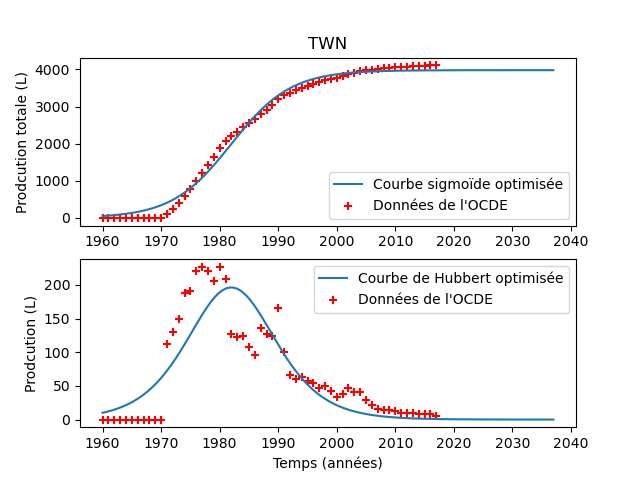 TWN
Prodcution totale (L)
4000
3000
2000
1000
0
Courbe sigmoïde optimisée
Données de l'OCDE
1960 1970 1980 1990 2000 2010 2020 2030 2040
Prodcution (L)
200
150
100
50
0
Courbe de Hubbert optimisée
Données de l'OCDE
1960 1970 1980 1990 2000 2010 2020 2030 2040
Temps (années)